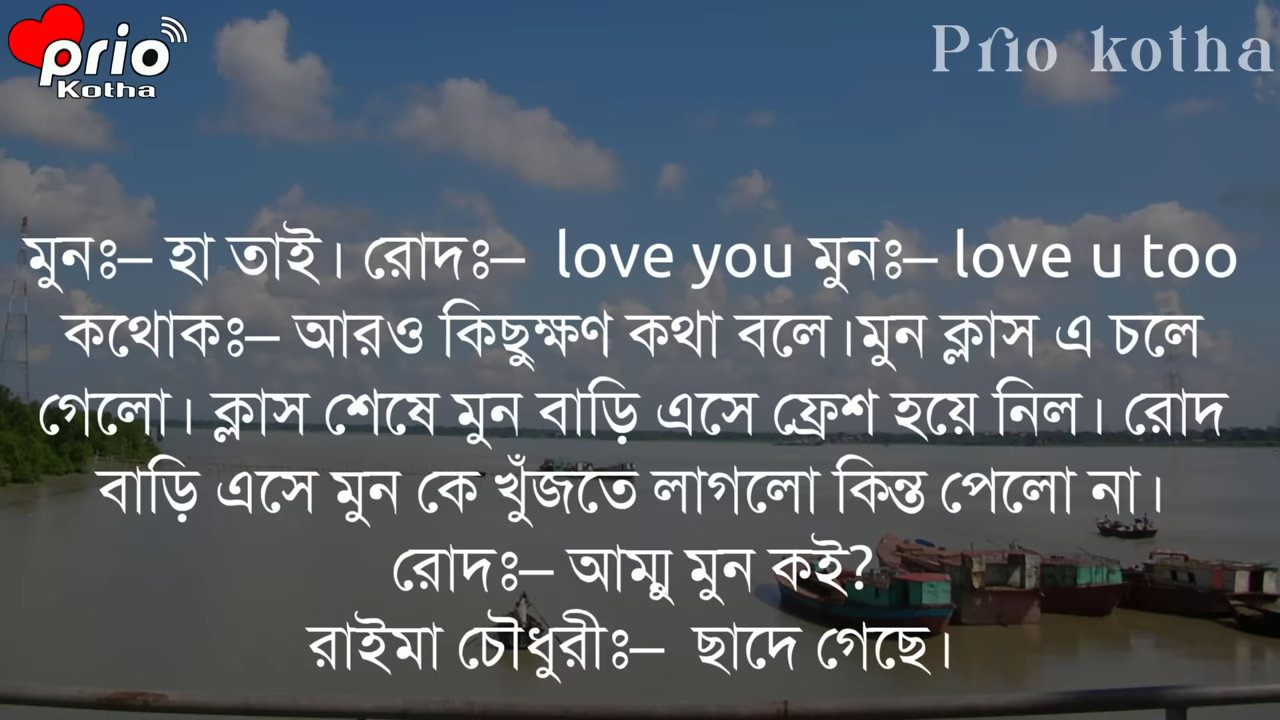 prio
Kotha
Prio kotha
মুনঃ– হা তাই। রোদঃ– love you মুনঃ– love u too
কথোকঃ– আরও কিছুক্ষণ কথা বলে।মুন ক্লাস এ চলে
গেলো। ক্লাস শেষে মুন বাড়ি এসে ফ্রেশ হয়ে নিল। রোদ
বাড়ি এসে মুন কে খুঁজতে লাগলো কিন্তু পেলো না।
রোদঃ– আম্মু মুন কই?
রাইমা চৌধুরীঃ– ছাদে গেছে।